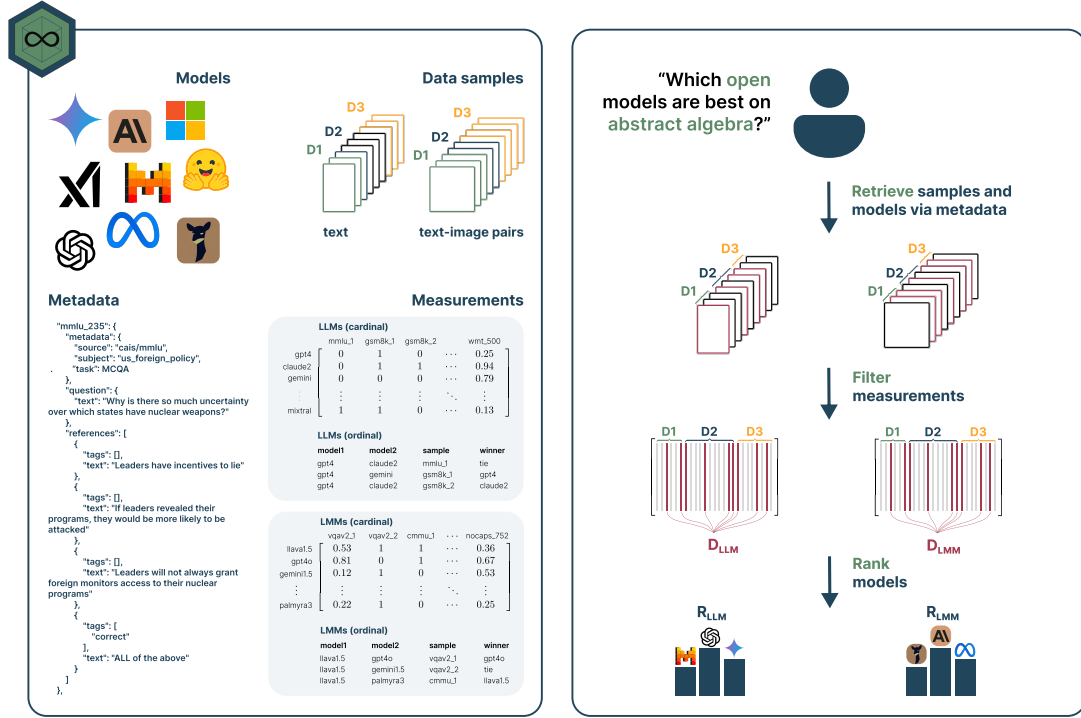 Models
Data samples
D1
D2
D3
D1
D2
D3
text
text-image pairs
Metadata
"mmlu_235": {
"metadata": {
"source": "cais/mmlu",
"subject": "us_foreign_policy",
. "task": MCQA
},
"question": {
"text": "Why is there so much uncertainty
over which states have nuclear weapons?"
},
"references": [
{
"tags": [],
"text": "Leaders have incentives to lie"
},
{
"tags": [],
"text": "If leaders revealed their
programs, they would be more likely to be
attacked"
},
{
"tags": [],
"text": "Leaders will not always grant
foreign monitors access to their nuclear
programs"
},
{
"tags": [
"correct"
],
"text": "ALL of the above"
}
]
},
Measurements
LLMs (cardinal)
mmlu_1 gsm8k_1 gsm8k_2 wmt_500
gpt4 0 1 0 ⋯ 0.25
claude2 0 1 1 ⋯ 0.94
gemini 0 0 0 ⋯ 0.79
⋮ ⋮ ⋮ ⋮ ⋱ ⋮
mixtral 1 1 0 ⋯ 0.13
LLMs (ordinal)
model1 model2 sample winner
gpt4 claude2 mmlu_1 tie
gpt4 gemini gsm8k_1 gpt4
gpt4 claude2 gsm8k_2 claude2
LMMs (cardinal)
vqav2_1 vqav2_2 cmmu_1 ⋯ nocaps_752
llava1.5 0.53 1 1 ⋯ 0.36
gpt4o 0.81 0 1 ⋯ 0.67
gemini1.5 0.12 1 0 ⋯ 0.53
⋮ ⋮ ⋮ ⋮ ⋱ ⋮
palmyra3 0.22 1 0 ⋯ 0.25
LMMs (ordinal)
model1 model2 sample winner
llava1.5 gpt4o vqav2_1 gpt4o
llava1.5 gemini1.5 vqav2_2 tie
llava1.5 palmyra3 cmmu_1 llava1.5
“Which open
models are best on
abstract algebra?”
Retrieve samples and
models via metadata
D1
D2
D3
D1
D2
D3
Filter
measurements
D1 D2 D3
D1 D2 D3
D_LLM
D_LMM
Rank
models
R_LLM
R_LMM